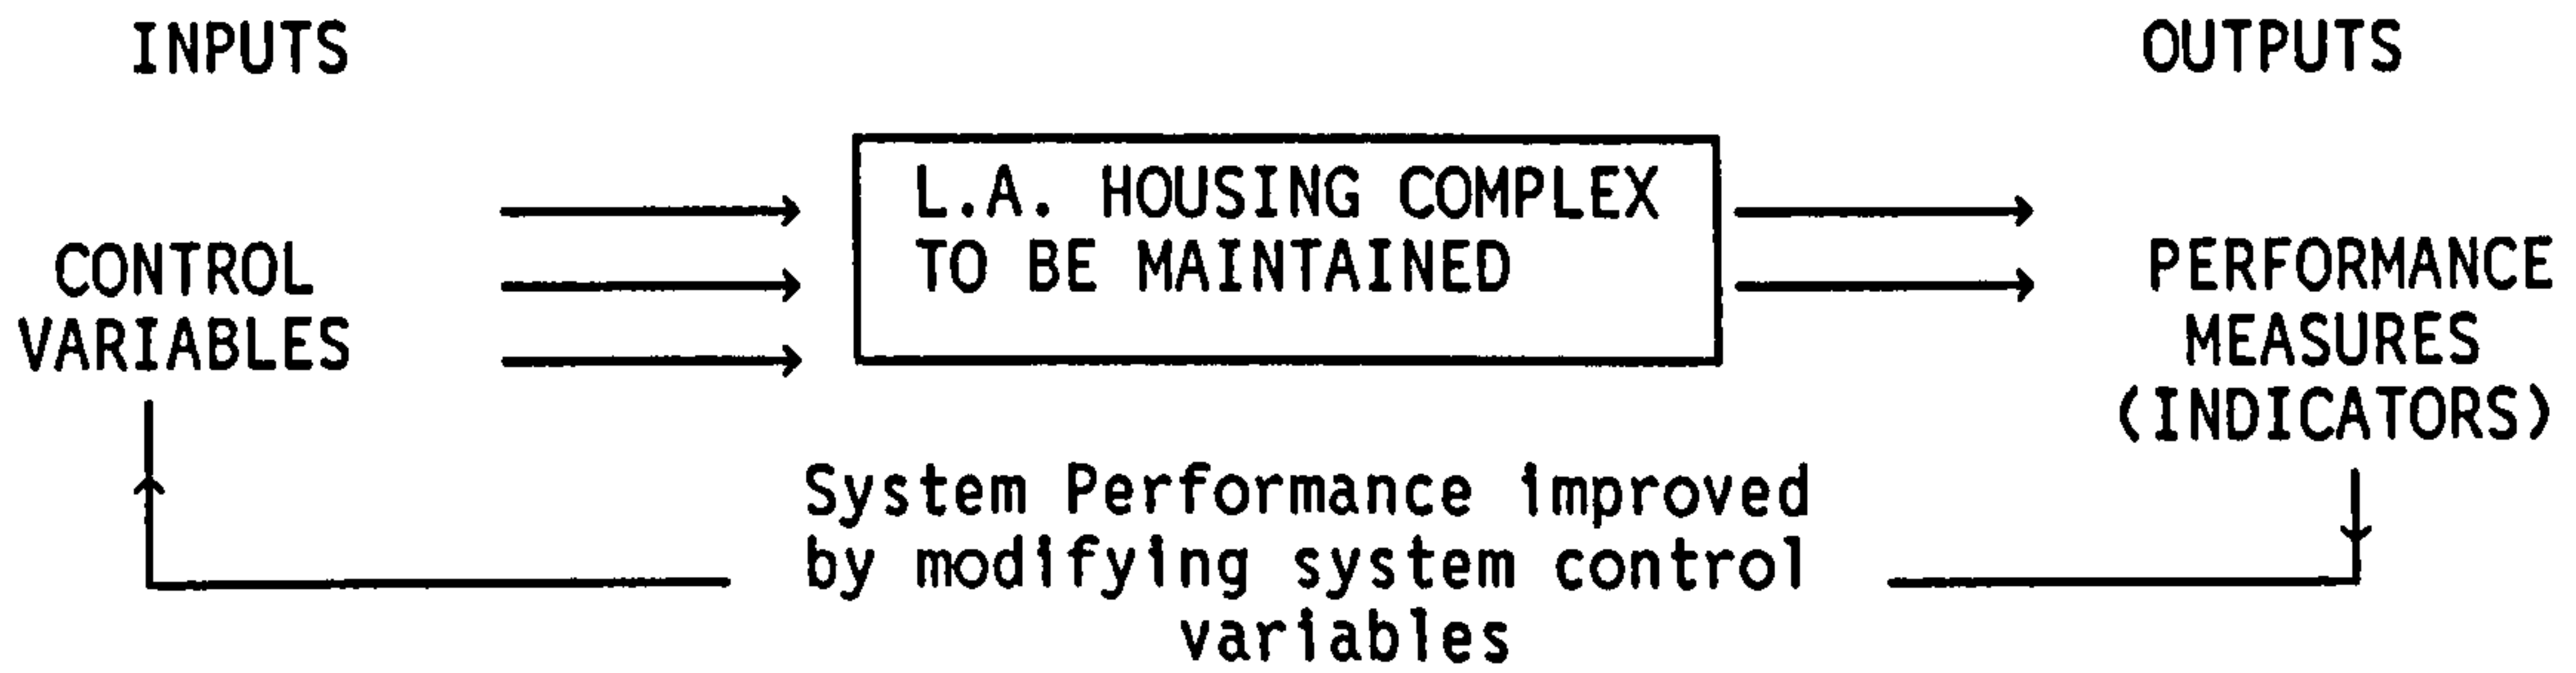 INPUTS
OUTPUTS
L.A. HOUSING COMPLEX
TO BE MAINTAINED
CONTROL
VARIABLES
PERFORMANCE
MEASURES
(INDICATORS)
System Performance improved
by modifying system control
variables